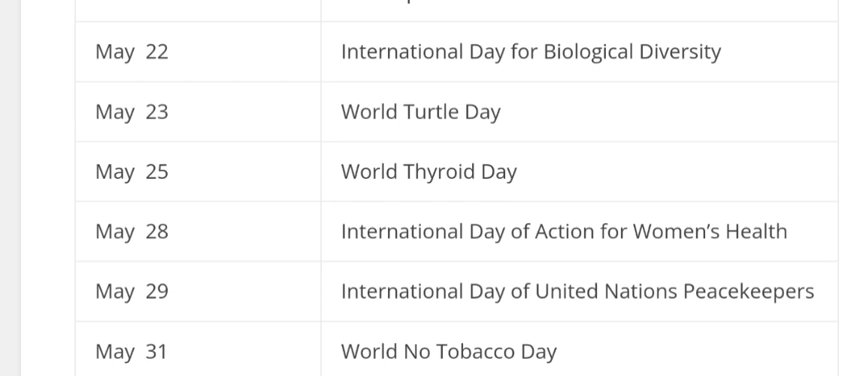 May 22 International Day for Biological Diversity
May 23 World Turtle Day
May 25 World Thyroid Day
May 28 International Day of Action for Women’s Health
May 29 International Day of United Nations Peacekeepers
May 31 World No Tobacco Day